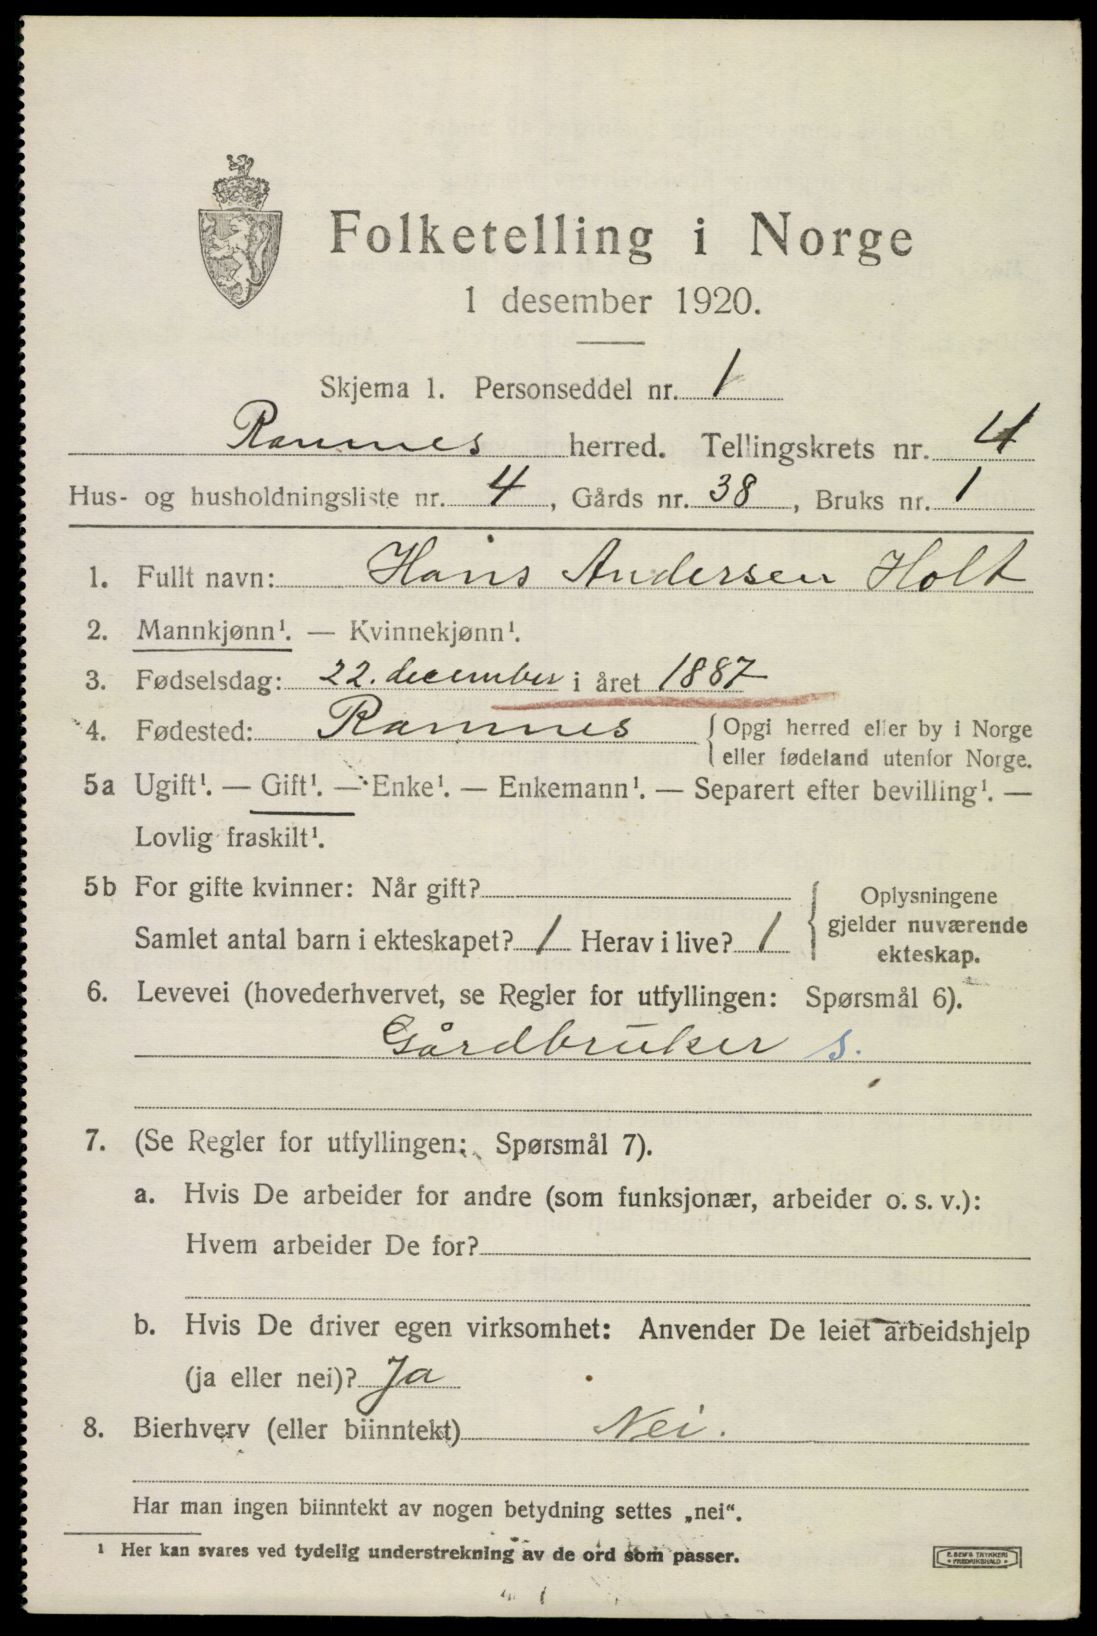 Folketelling i Norge
1 desember 1920.
Skjema 1. Personseddel nr. 1
Ramnes herred. Tellingskrets nr. 4
Hus- og husholdningsliste nr. 4, Gårds nr. 38, Bruks nr. 1
1. Fullt navn: Hans Andersen Holt
2. Mannkjønn¹. — Kvinnekjønn¹.
3. Fødselsdag: 22. december i året 1887
4. Fødested: Ramnes {Opgi herred eller by i Norge
eller fødeland utenfor Norge.
5a Ugift¹. — Gift¹. — Enke¹. — Enkemann¹. — Separert efter bevilling¹. —
Lovlig fraskilt¹.
5b For gifte kvinner: Når gift?
Samlet antal barn i ekteskapet? 1 Herav i live? 1
{ Oplysningene
gjelder nuværende
ekteskap.
6. Levevei (hovederhvervet, se Regler for utfyllingen: Spørsmål 6).
Gårdbruker s.
7. (Se Regler for utfyllingen: Spørsmål 7).
a. Hvis De arbeider for andre (som funksjonær, arbeider o. s. v.):
Hvem arbeider De for?
b. Hvis De driver egen virksomhet: Anvender De leiet arbeidshjelp
(ja eller nei)? Ja
8. Bierhverv (eller biinntekt) Nei.
Har man ingen biinntekt av nogen betydning settes „nei“.
¹ Her kan svares ved tydelig understrekning av de ord som passer.
E. SEM'S TRYKKERI
• FREDRIKSHALD •